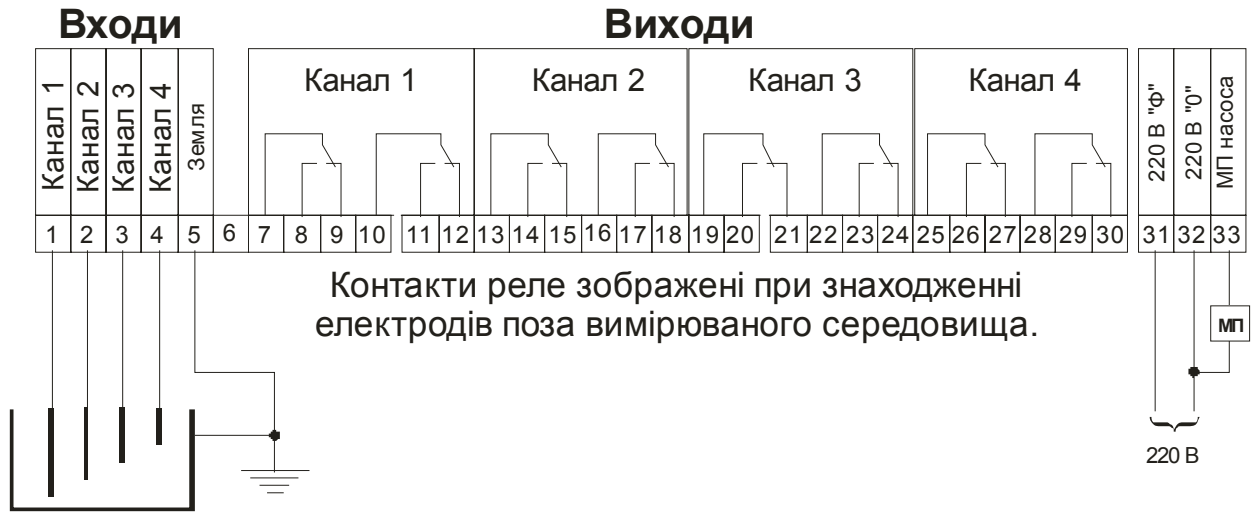 Входи
Виходи
Канал 1
Канал 2
Канал 3
Канал 4
Земля
Канал 1
Канал 2
Канал 3
Канал 4
220 В "Ф"
220 В "0"
МП насоса
1 2 3 4 5 6 7 8 9 10 11 12 13 14 15 16 17 18 19 20 21 22 23 24 25 26 27 28 29 30 31 32 33
Контакти реле зображені при знаходженні
електродів поза вимірюваного середовища.
МП
220 В